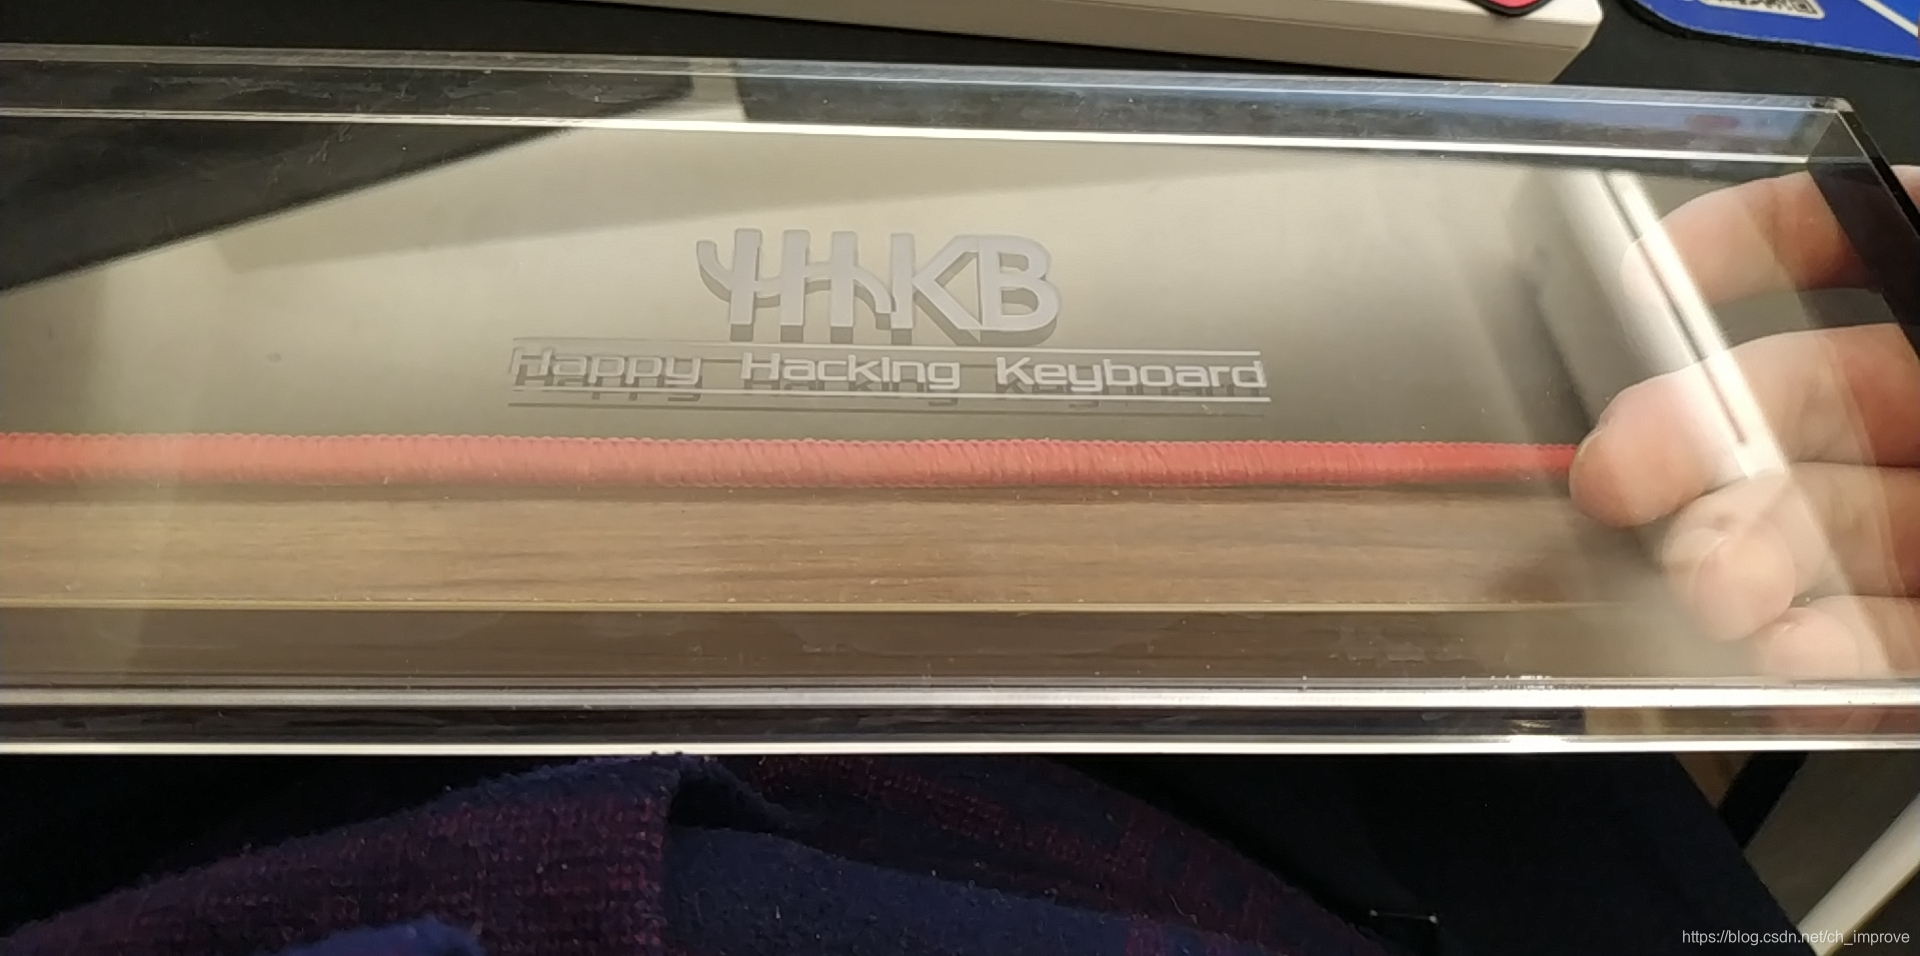 HHKB
Happy Hacking Keyboard
https://blog.csdn.net/ch_improve